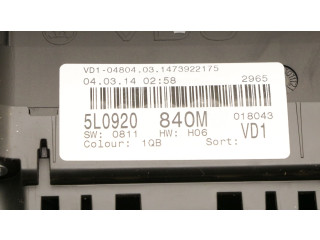 VD1-04804.03.1473922175
04.03.14 02:58 2965
5L0920 840M 018043
SW: 0811 HW: H06 VD1
Colour: 1QB Sort: